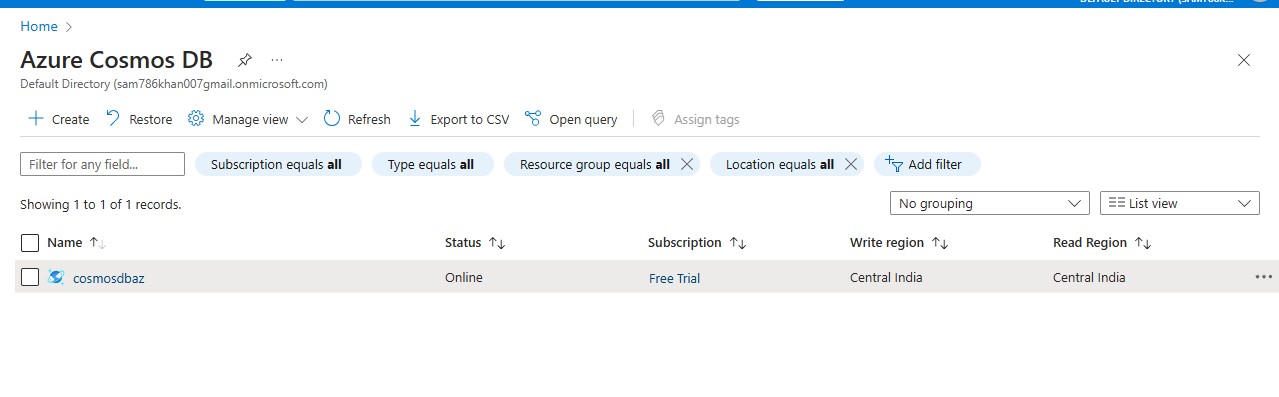 Home
Azure Cosmos DB
Default Directory (sam786khan007gmail.onmicrosoft.com)
Create Restore Manage view Refresh Export to CSV Open query Assign tags
Filter for any field... Subscription equals all Type equals all Resource group equals all Location equals all Add filter
Showing 1 to 1 of 1 records. No grouping List view
Name Status Subscription Write region Read Region
cosmosdbaz Online Free Trial Central India Central India